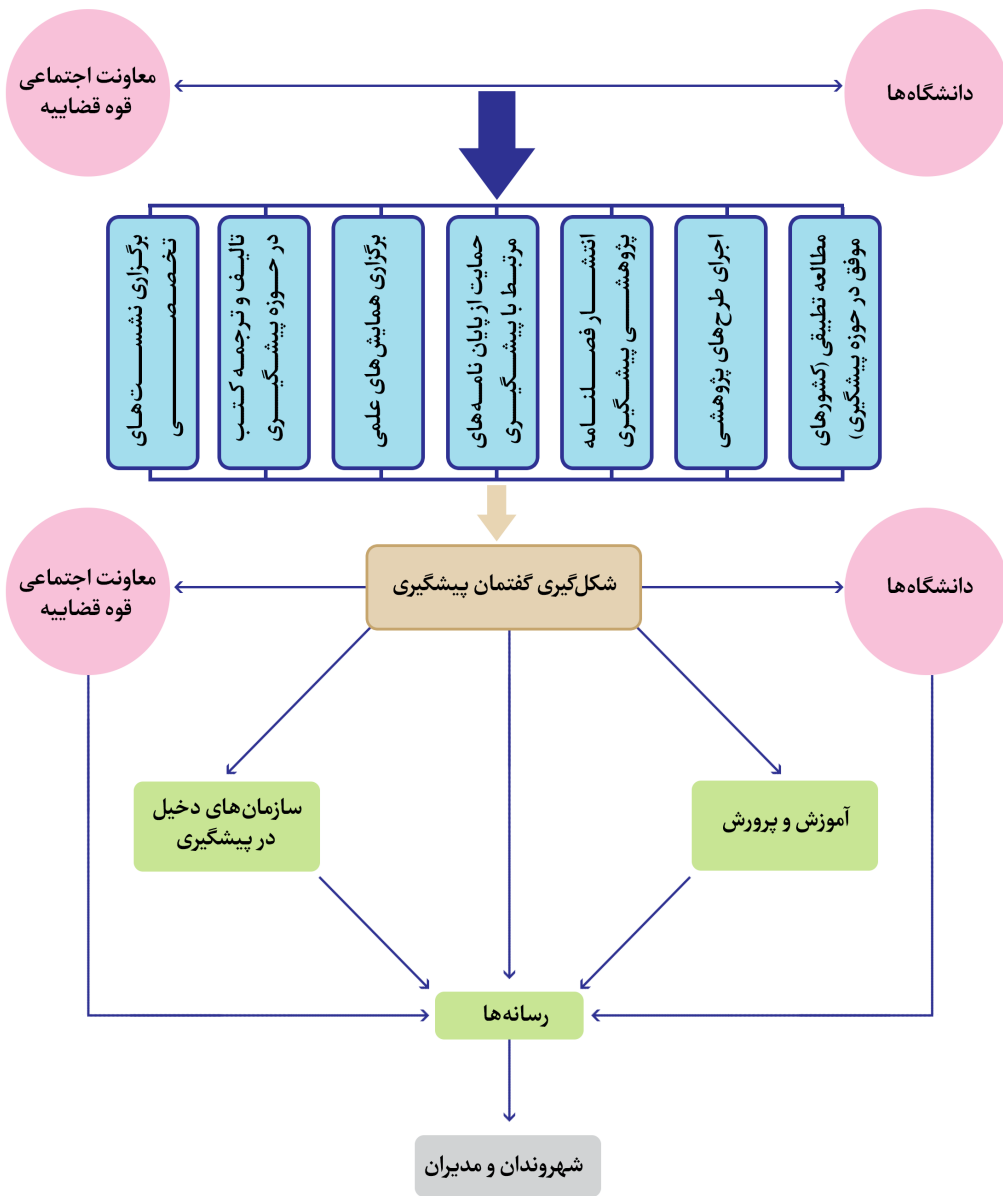 دانشگاه‌ها
معاونت اجتماعی
قوه قضاییه
مطالعه تطبیقی (کشورهای
موفق در حوزه پیشگیری)
اجرای طرح‌های پژوهشی
انتشار فصلنامه
پژوهشی پیشگیری
حمایت از پایان نامه‌های
مرتبط با پیشگیری
برگزاری همایش‌های علمی
تالیف و ترجمه کتب
در حوزه پیشگیری
برگزاری نشست‌های
تخصصی
دانشگاه‌ها
شکل‌گیری گفتمان پیشگیری
معاونت اجتماعی
قوه قضاییه
آموزش و پرورش
سازمان‌های دخیل
در پیشگیری
رسانه‌ها
شهروندان و مدیران